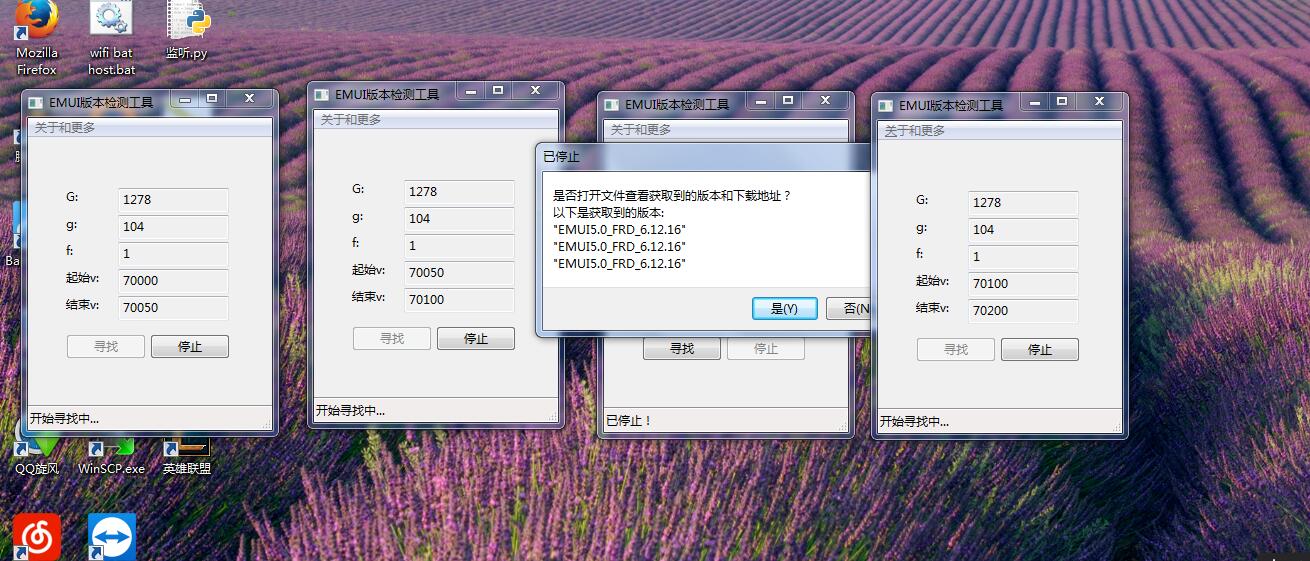 Mozilla
Firefox
wifi bat
host.bat
监听.py
EMUI版本检测工具
关于和更多
G:
1278
g:
104
f:
1
起始v:
70000
结束v:
70050
寻找
停止
开始寻找中...
EMUI版本检测工具
关于和更多
G:
1278
g:
104
f:
1
起始v:
70050
结束v:
70100
寻找
停止
开始寻找中...
EMUI版本检测工具
关于和更多
已停止
是否打开文件查看获取到的版本和下载地址？
以下是获取到的版本:
"EMUI5.0_FRD_6.12.16"
"EMUI5.0_FRD_6.12.16"
"EMUI5.0_FRD_6.12.16"
是(Y)
否(N
寻找
停止
已停止！
EMUI版本检测工具
关于和更多
G:
1278
g:
104
f:
1
起始v:
70100
结束v:
70200
寻找
停止
开始寻找中...
Ba
QQ旋风
WinSCP.exe
英雄联盟